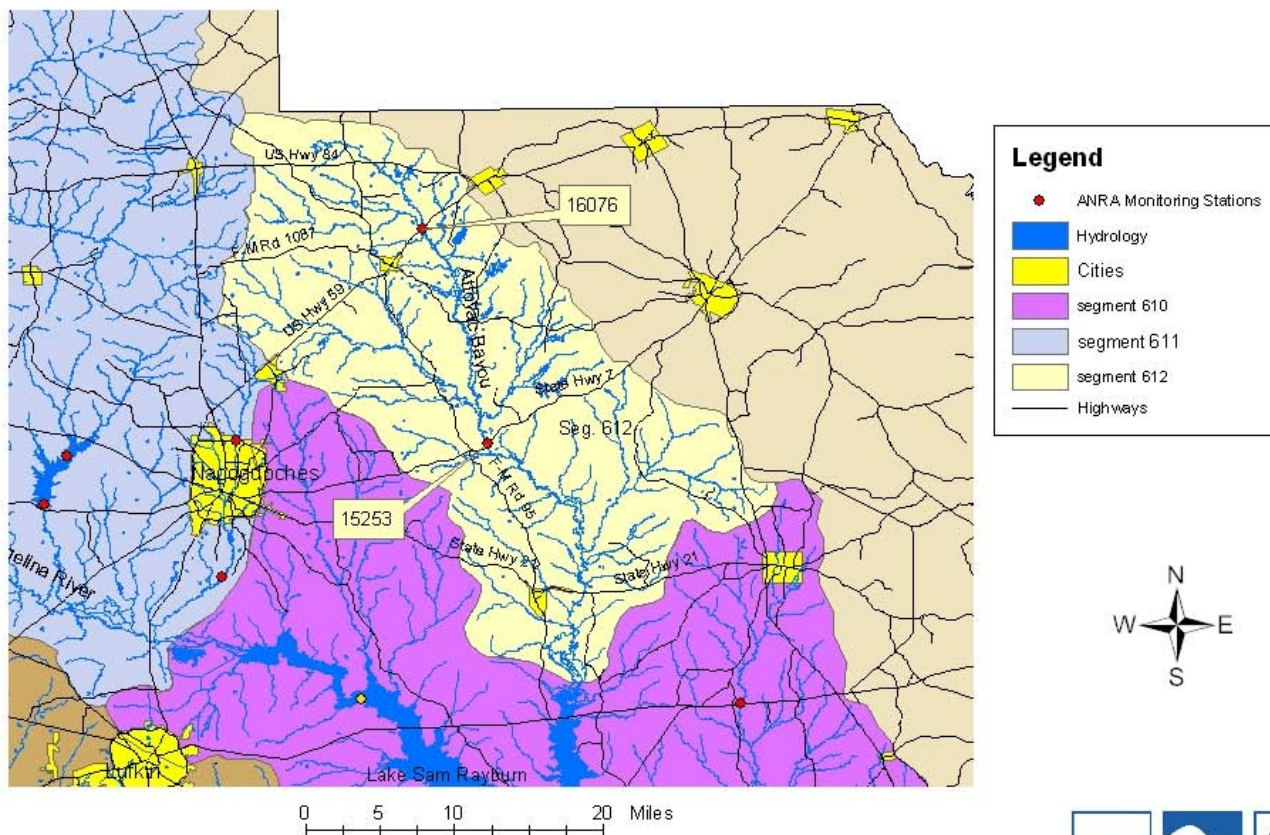 US Hwy 84
16076
F M Rd 1087
US Hwy 59
Attoyac Bayou
State Hwy 7
Seg. 612
Nacogdoches
15253
F M Rd 95
State Hwy 21
State Hwy 21
elina River
Lufkin
Lake Sam Rayburn
0 5 10 20 Miles
Legend
ANRA Monitoring Stations
Hydrology
Cities
segment 610
segment 611
segment 612
Highways
N
W E
S